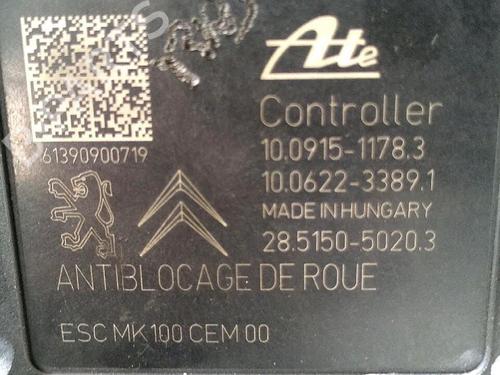 Ate
Controller
61390900719
10.0915-1178.3
10.0622-3389.1
MADE IN HUNGARY
28.5150-5020.3
ANTIBLOCAGE DE ROUE
ESC MK100 CEM 00